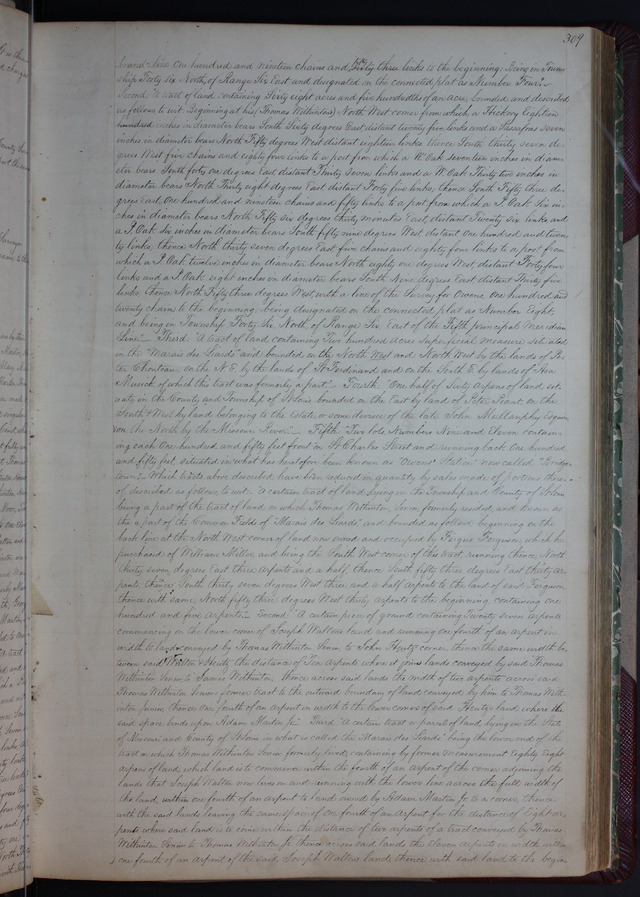 309
hundred and nineteen chains and sixty three links to the beginning: being in Town
ship Forty six North, of Range Six East and designated on the connected plat as Number Four".
Second "A tract of land containing Sixty eight acres and five hundredths of an acre, bounded and described
as follows to wit. Beginning at his (Thomas Withintons) North West corner from which a Hickory Eighteen
hundred inches in diameter bears South Sixty degrees East distant twenty five links and a Sassafras Seven
inches in diameter bears North Fifty degrees West distant eighteen links, thence South thirty seven de-
grees West five chains and eighty four links to a post from which a W. Oak seventeen inches in diame-
ter bears South forty one degrees East distant Thirty Seven links and a W. Oak Thirty two inches in
diameter bears North Thirty eight degrees East distant Forty five links, thence South Fifty three de-
grees east, One hundred and nineteen chains and fifty links to a post from which a P. Oak six in-
ches in diameter bears North Fifty six degrees thirty minutes East distant Twenty six links and
a P. Oak six inches in diameter bears South fifty nine degrees West distant One hundred and twen-
ty links, thence North thirty seven degrees East five chains and eighty four links to a post from
which a P. Oak twelve inches in diameter bears North eighty one degrees West, distant Forty four
links and a P. Oak eight inches in diameter bears South Nine degrees East distant Thirty five
links, thence North Fifty three degrees West, with a line of the Survey for Owens One hundred and
twenty chains to the beginning, being designated on the connected plat as Number Eight,
and being in Township Forty Six North of Range Six East of the Fifth principal Meridian
Line". Third "A tract of land containing Two hundred acres superficial measure situated
in the "Marais des Liards" and bounded on the North West and North West by the lands of Pe-
ter Chouteau on the N. E. by the lands of St Ferdinand and on the South E. by lands of
Musick of which this tract was formerly a part". Fourth "One half of Sixty Arpens of land sit-
uate in the County and Township of St Louis bounded on the East by land of Peter on the
South & West by land belonging to the Estate or some devisee of the late John Mullanphy Esquire
on the North by the Missouri River". Fifth "Two lots Numbers Nine and Eleven contain-
ing each One hundred and fifty feet front on St Charles Street and running back One hundred
and fifty feet, situated in what has heretofore been known as "Owens' Station" now called
Which tracts above described have been reduced in quantity by sales made of portions there-
of described as follows, to wit. "A certain tract of land lying in the Township and County of St Louis
being a part of the tract of land on which Thomas Withinton Senior, formerly resided, and known as
the a part of the Common Fields of "Marais des Liards" and bounded as follows beginning on the
back line at the North West corner of land now owned and occupied by Fergus Ferguson, which he
purchased of William Miller and being the South West corner of this tract, running thence North
thirty seven degrees East three arpents and a half, thence South fifty three degrees East thirty ar-
pents, thence South thirty seven degrees West three and a half arpents to the land of said Ferguson
thence with same North fifty three degrees West thirty arpents to the beginning, containing one
hundred and five arpents". Second "A certain piece of ground containing Twenty seven arpents
commencing on the lower corner of Joseph Waltons land and running one fourth of an arpent in
width to land conveyed by Thomas Withinton Senior to John corner, thence the same width be-
tween said Walton & the distance of Ten arpents where it joins lands conveyed by said Thomas
Withinton Senior to James Withinton, thence across said lands the width of two arpents across said
Thomas Withinton Senior former tract to the outward boundary of land conveyed by him to Thomas With-
inton Junior, thence one fourth of an arpent in width to the lower corner of said land where the
said space binds upon Adam Martin Jr". Third "A certain tract or parcel of land lying in the State
of Missouri and County of St Louis in what is called the "Marais des Liards" being the lower end of the
tract on which Thomas Withinton Senior formerly lived, containing by former measurement Eighty Eight
arpens of land, which land is to commence within the fourth of an arpent of the corner adjoining the
lands that Joseph Walton now lives on and running with the lower line across the full width of
the land, within one fourth of an arpent to land owned by Adam Martin Jr to a corner, thence
with the said lands leaving the same space of one fourth of an arpent for the distance of Eight ar-
pents where said land is to come within the distance of two arpents of a tract conveyed by Thomas
Withinton Senior to Thomas Withinton Jr thence across said lands the Eleven arpents in width within
one fourth of an arpent of the said Joseph Waltons land, thence with said land to the begin